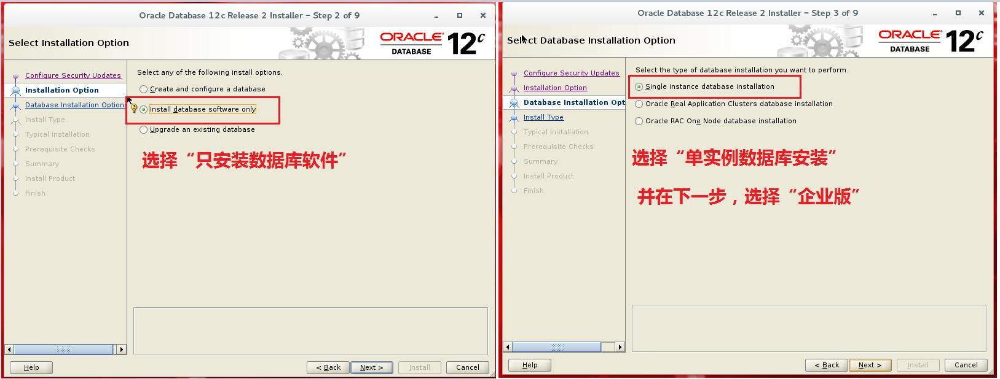 Oracle Database 12c Release 2 Installer - Step 2 of 9
Select Installation Option
ORACLE
DATABASE
12c
Configure Security Updates
Installation Option
Database Installation Options
Install Type
Typical Installation
Prerequisite Checks
Summary
Install Product
Finish
Select any of the following install options.
Create and configure a database
Install database software only
Upgrade an existing database
选择“只安装数据库软件”
Help
< Back
Next >
Install
Cancel
Oracle Database 12c Release 2 Installer - Step 3 of 9
Select Database Installation Option
ORACLE
DATABASE
12c
Configure Security Updates
Installation Option
Database Installation Opt
Install Type
Typical Installation
Prerequisite Checks
Summary
Install Product
Finish
Select the type of database installation you want to perform.
Single instance database installation
Oracle Real Application Clusters database installation
Oracle RAC One Node database installation
选择“单实例数据库安装”
并在下一步，选择“企业版”
Help
< Back
Next >
Install
Cancel